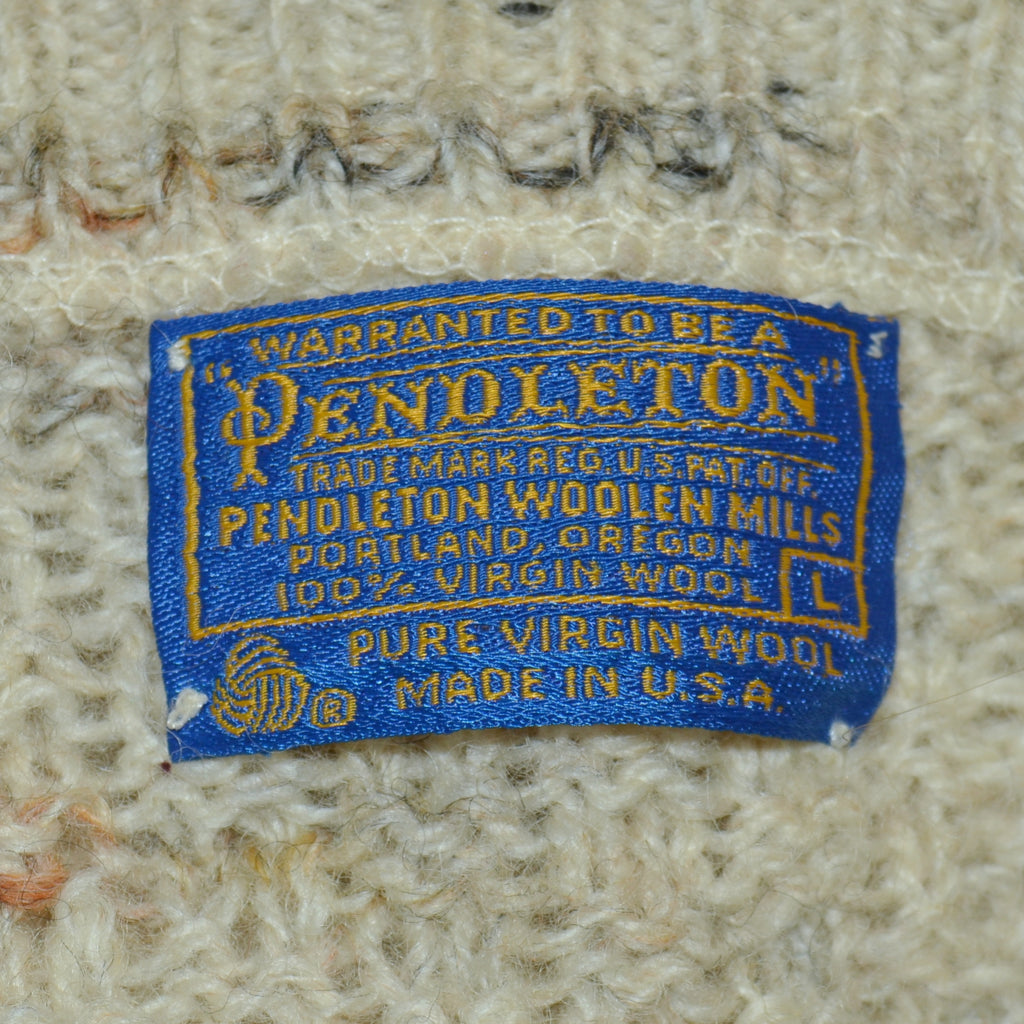 WARRANTED TO BE A
"PENDLETON"
TRADE MARK REG. U.S. PAT. OFF.
PENDLETON WOOLEN MILLS
PORTLAND, OREGON
100% VIRGIN WOOL L
PURE VIRGIN WOOL
® MADE IN U.S.A.